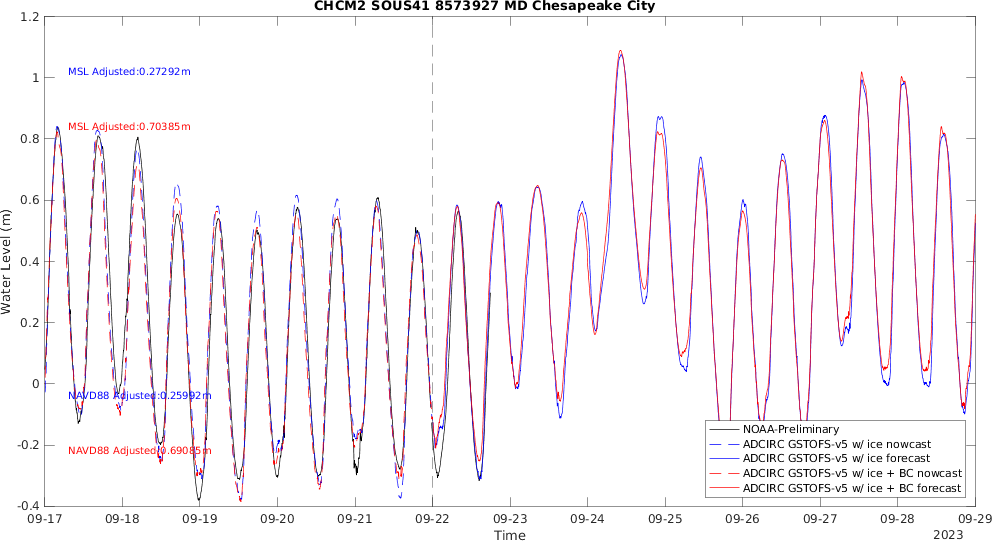 CHCM2 SOUS41 8573927 MD Chesapeake City
1.2
1
0.8
0.6
0.4
0.2
0
-0.2
-0.4
Water Level (m)
MSL Adjusted:0.27292m
MSL Adjusted:0.70385m
NAVD88 Adjusted:0.25992m
NAVD88 Adjusted:0.69085m
NOAA-Preliminary
ADCIRC GSTOFS-v5 w/ ice nowcast
ADCIRC GSTOFS-v5 w/ ice forecast
ADCIRC GSTOFS-v5 w/ ice + BC nowcast
ADCIRC GSTOFS-v5 w/ ice + BC forecast
09-17 09-18 09-19 09-20 09-21 09-22 09-23 09-24 09-25 09-26 09-27 09-28 09-29
Time
2023